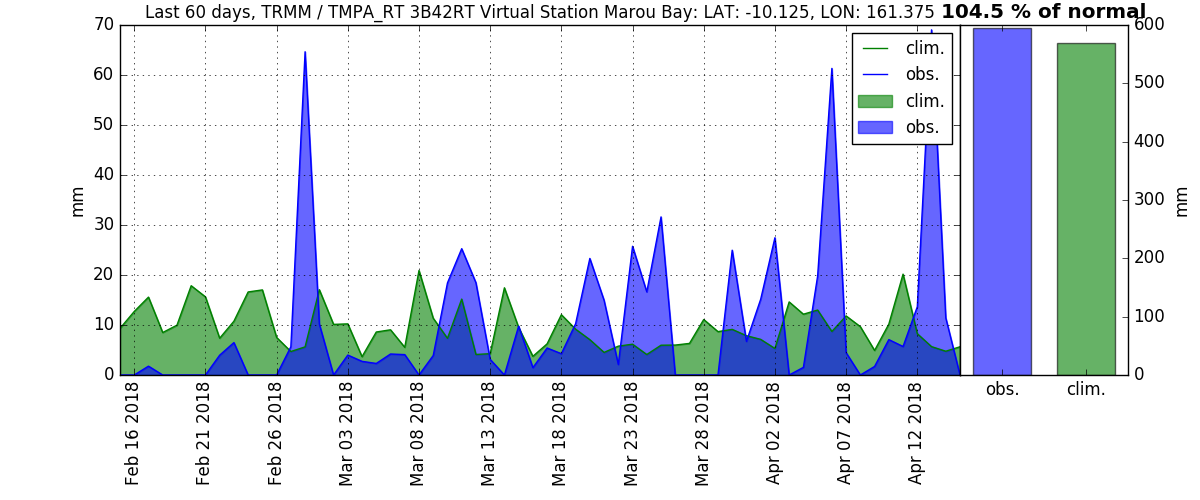 Last 60 days, TRMM / TMPA_RT 3B42RT Virtual Station Marou Bay: LAT: -10.125, LON: 161.375 104.5 % of normal
70
60
50
40
30
20
10
0
mm
clim.
obs.
clim.
obs.
600
500
400
300
200
100
0
mm
obs.
clim.
Feb 16 2018
Feb 21 2018
Feb 26 2018
Mar 03 2018
Mar 08 2018
Mar 13 2018
Mar 18 2018
Mar 23 2018
Mar 28 2018
Apr 02 2018
Apr 07 2018
Apr 12 2018